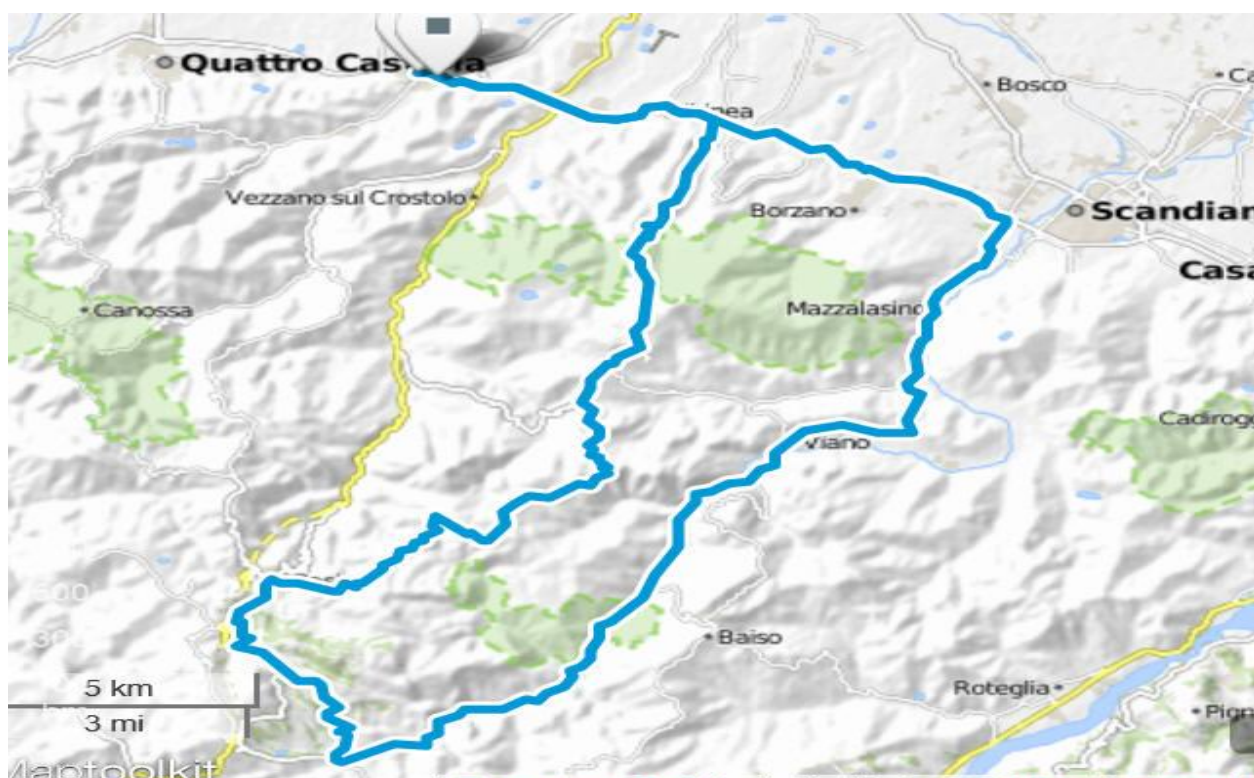 Quattro Cas
Bosco
Vezzano sul Crostolo
Borzano
Scandian
Casa
Canossa
Mazzalasino
Cadirogg
Viano
Baiso
Roteglia
5 km
3 mi
Maptoolkit